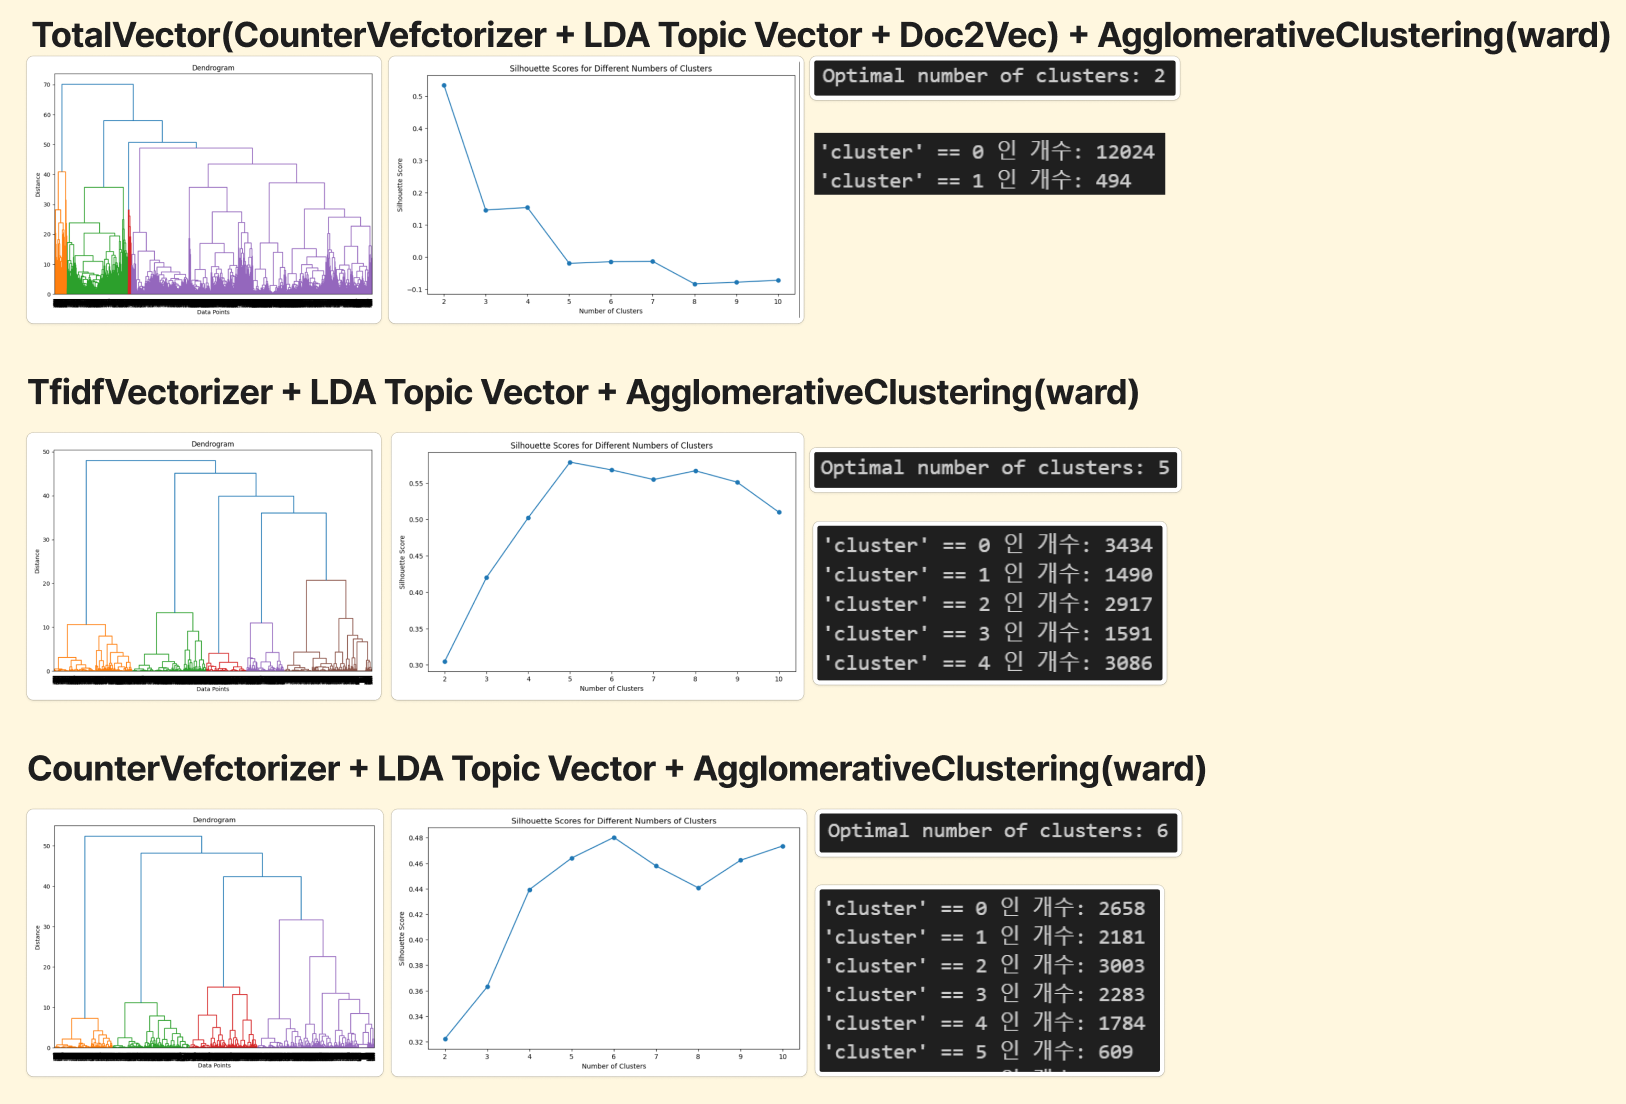 TotalVector(CounterVefctorizer + LDA Topic Vector + Doc2Vec) + AgglomerativeClustering(ward)
Dendrogram
70
60
50
40
30
20
10
0
Distance
Data Points
Silhouette Scores for Different Numbers of Clusters
0.5
0.4
0.3
0.2
0.1
0.0
−0.1
Silhouette Score
2 3 4 5 6 7 8 9 10
Number of Clusters
Optimal number of clusters: 2
'cluster' == 0 인 개수: 12024
'cluster' == 1 인 개수: 494
TfidfVectorizer + LDA Topic Vector + AgglomerativeClustering(ward)
Dendrogram
50
40
30
20
10
0
Distance
Data Points
Silhouette Scores for Different Numbers of Clusters
0.55
0.50
0.45
0.40
0.35
0.30
Silhouette Score
2 3 4 5 6 7 8 9 10
Number of Clusters
Optimal number of clusters: 5
'cluster' == 0 인 개수: 3434
'cluster' == 1 인 개수: 1490
'cluster' == 2 인 개수: 2917
'cluster' == 3 인 개수: 1591
'cluster' == 4 인 개수: 3086
CounterVefctorizer + LDA Topic Vector + AgglomerativeClustering(ward)
Dendrogram
50
40
30
20
10
0
Distance
Data Points
Silhouette Scores for Different Numbers of Clusters
0.48
0.46
0.44
0.42
0.40
0.38
0.36
0.34
0.32
Silhouette Score
2 3 4 5 6 7 8 9 10
Number of Clusters
Optimal number of clusters: 6
'cluster' == 0 인 개수: 2658
'cluster' == 1 인 개수: 2181
'cluster' == 2 인 개수: 3003
'cluster' == 3 인 개수: 2283
'cluster' == 4 인 개수: 1784
'cluster' == 5 인 개수: 609